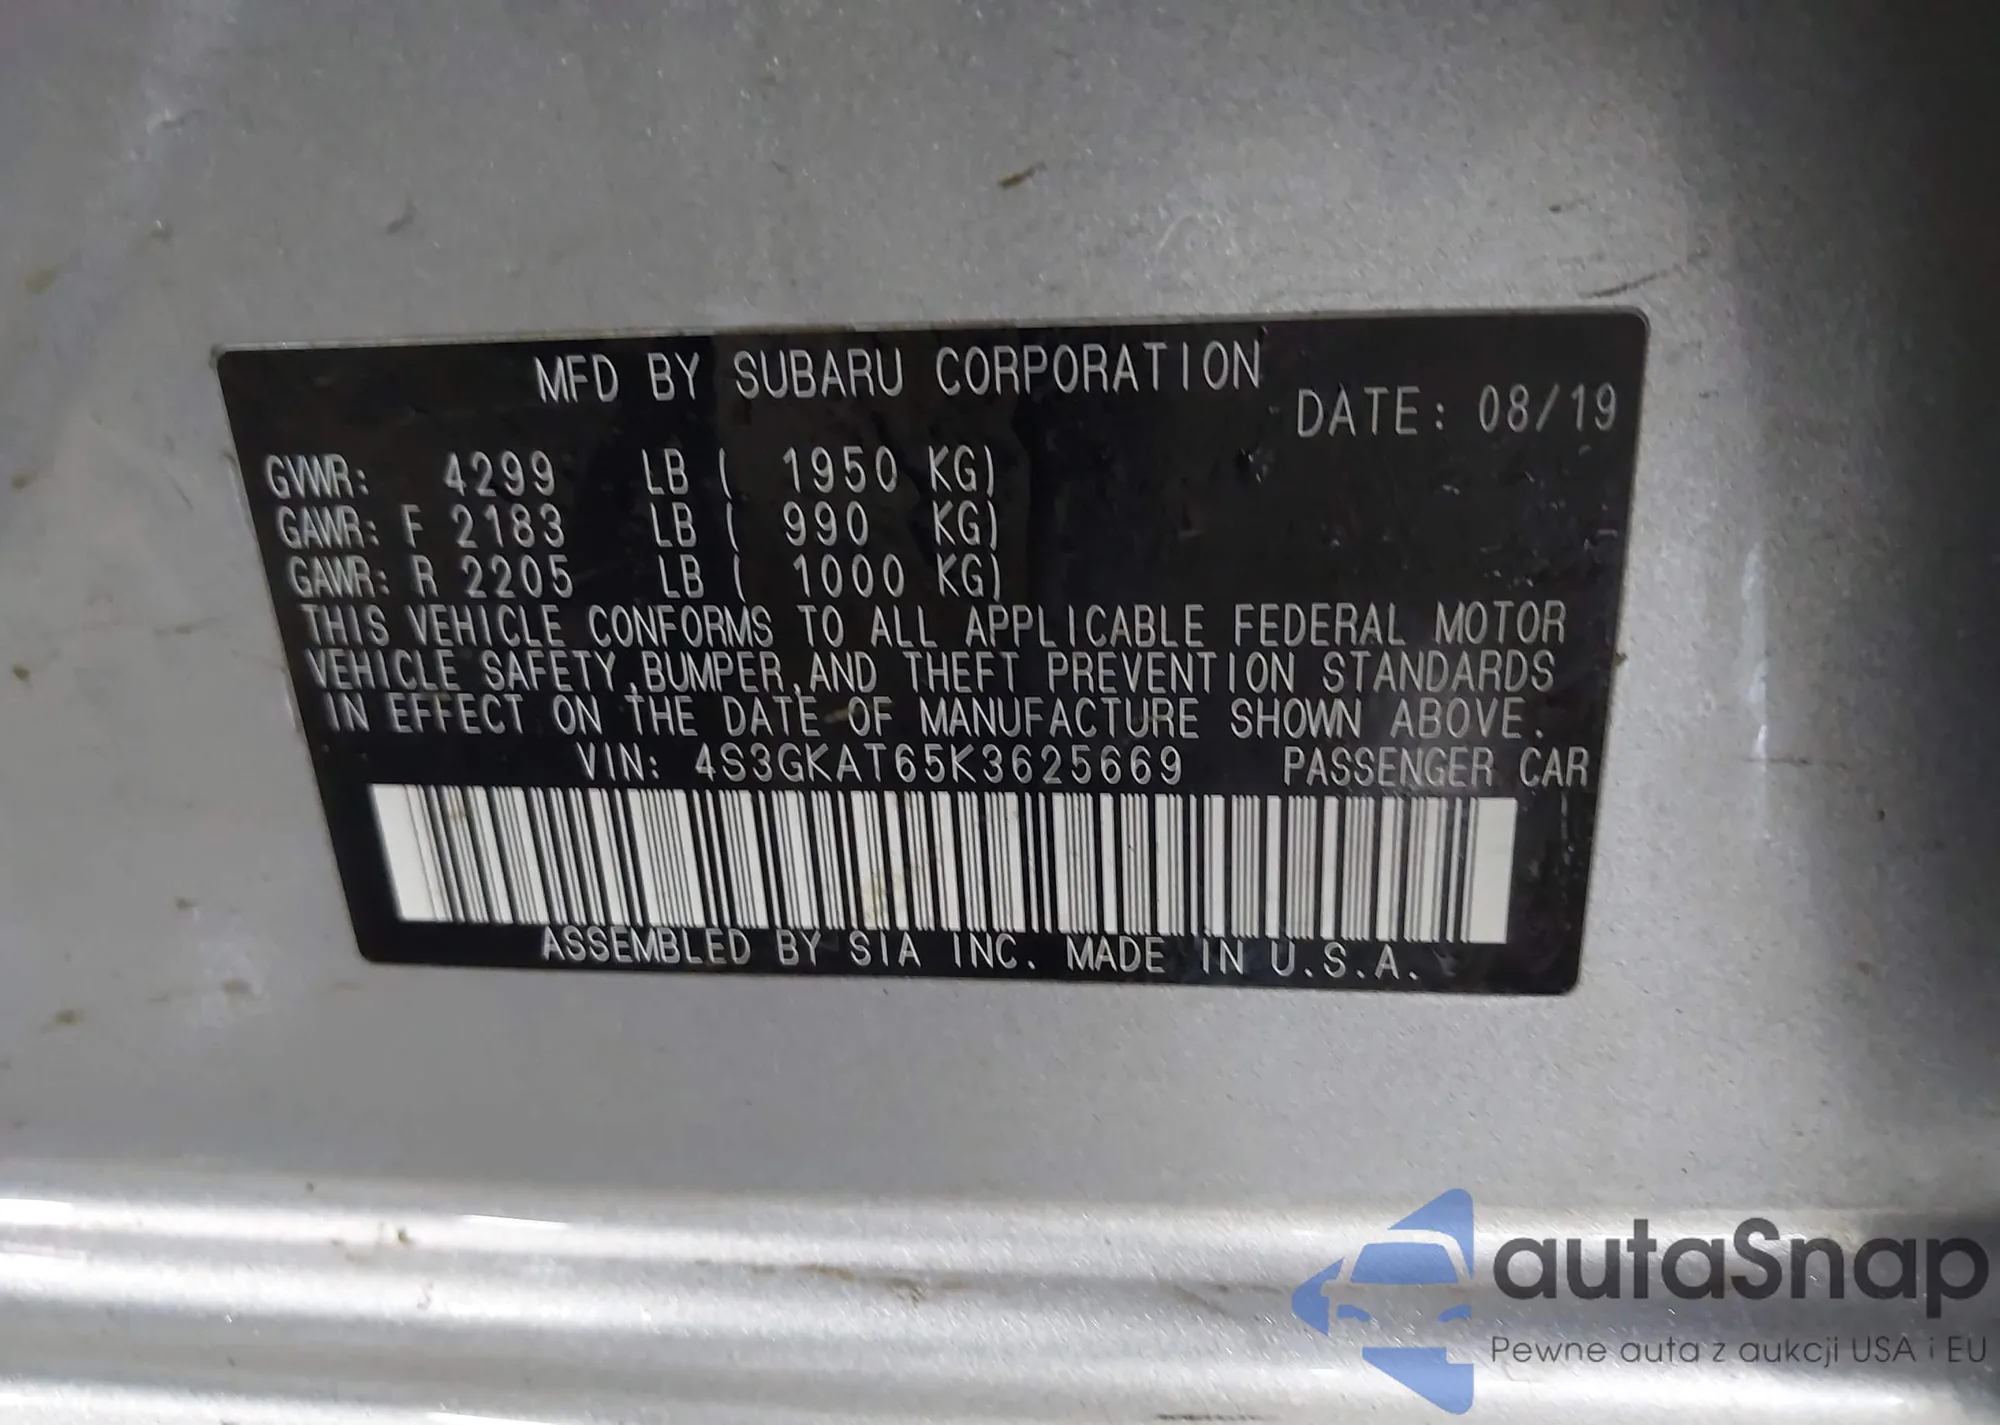 MFD BY SUBARU CORPORATION
DATE: 08/19
GVWR: 4299 LB ( 1950 KG)
GAWR: F 2183 LB ( 990 KG)
GAWR: R 2205 LB ( 1000 KG)
THIS VEHICLE CONFORMS TO ALL APPLICABLE FEDERAL MOTOR
VEHICLE SAFETY,BUMPER,AND THEFT PREVENTION STANDARDS
IN EFFECT ON THE DATE OF MANUFACTURE SHOWN ABOVE.
VIN: 4S3GKAT65K3625669 PASSENGER CAR
ASSEMBLED BY SIA INC. MADE IN U.S.A.
autaSnap
Pewne auta z aukcji USA i EU